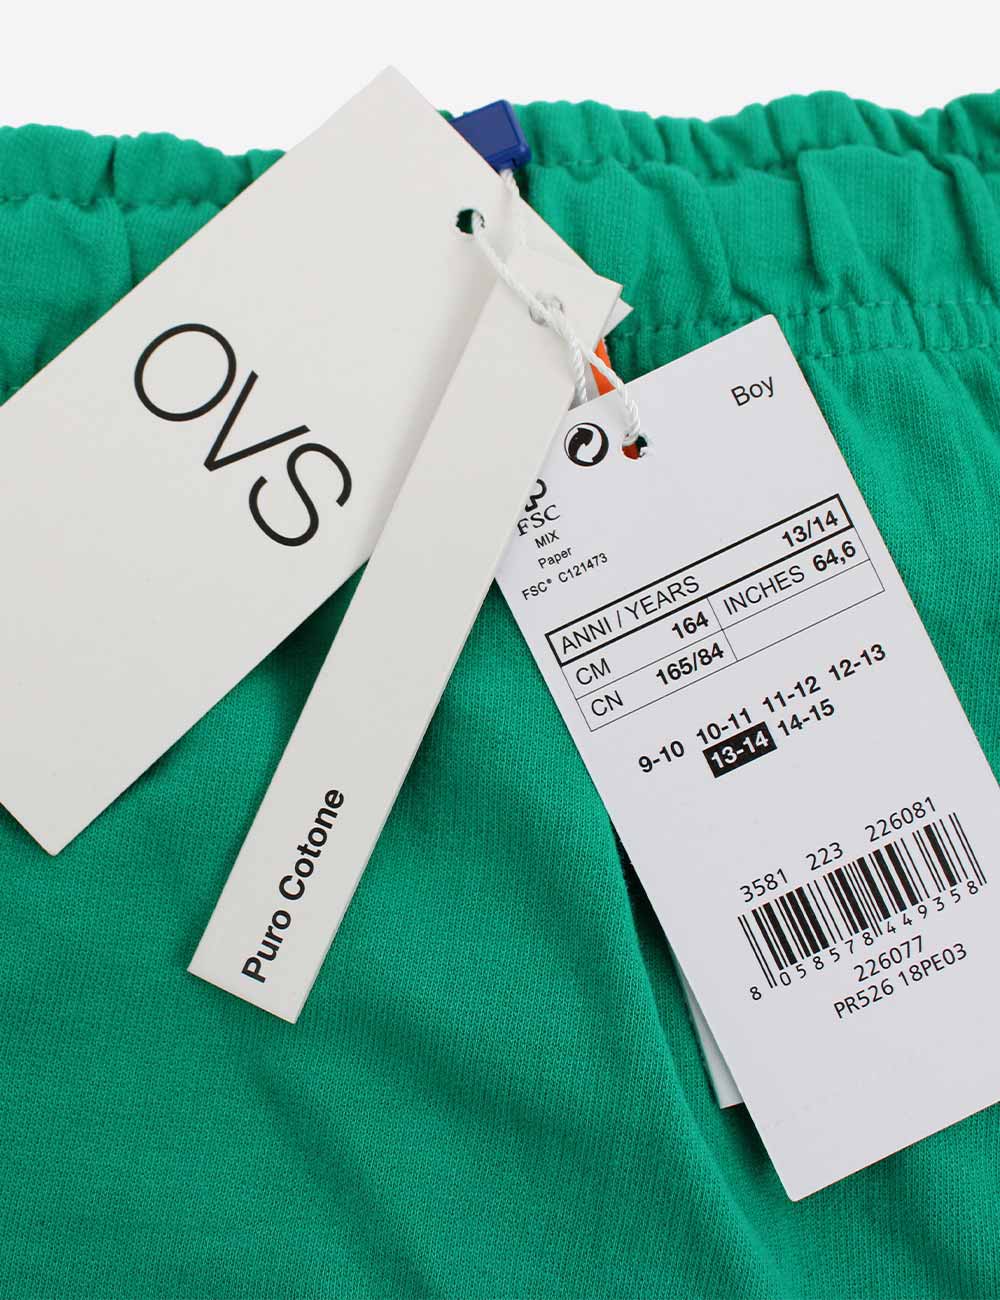 OVS
Puro Cotone
Boy
FSC
MIX
Paper
FSC® C121473
ANNI / YEARS 13/14
CM 164 INCHES 64,6
CN 165/84
9-10 10-11 11-12 12-13
13-14 14-15
3581 223 226081
8 058578 449358
226077
PR526 18PE03